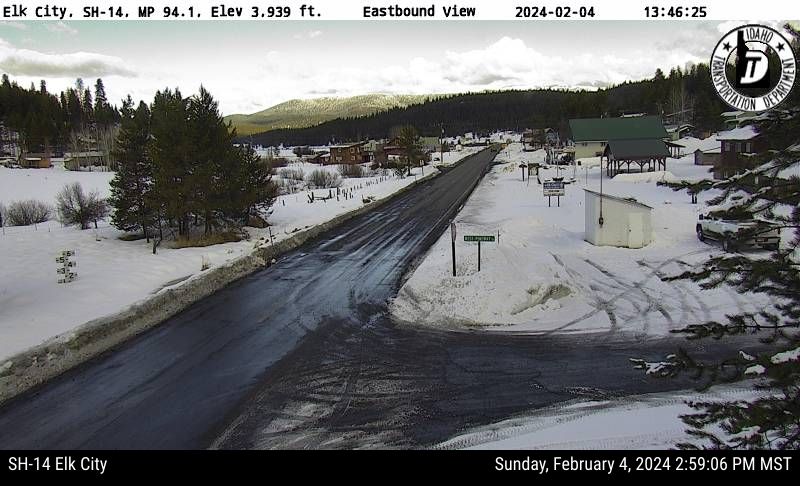 Elk City, SH-14, MP 94.1, Elev 3,939 ft. Eastbound View 2024-02-04 13:46:25
IDAHO
TRANSPORTATION DEPARTMENT
SH-14 Elk City Sunday, February 4, 2024 2:59:06 PM MST